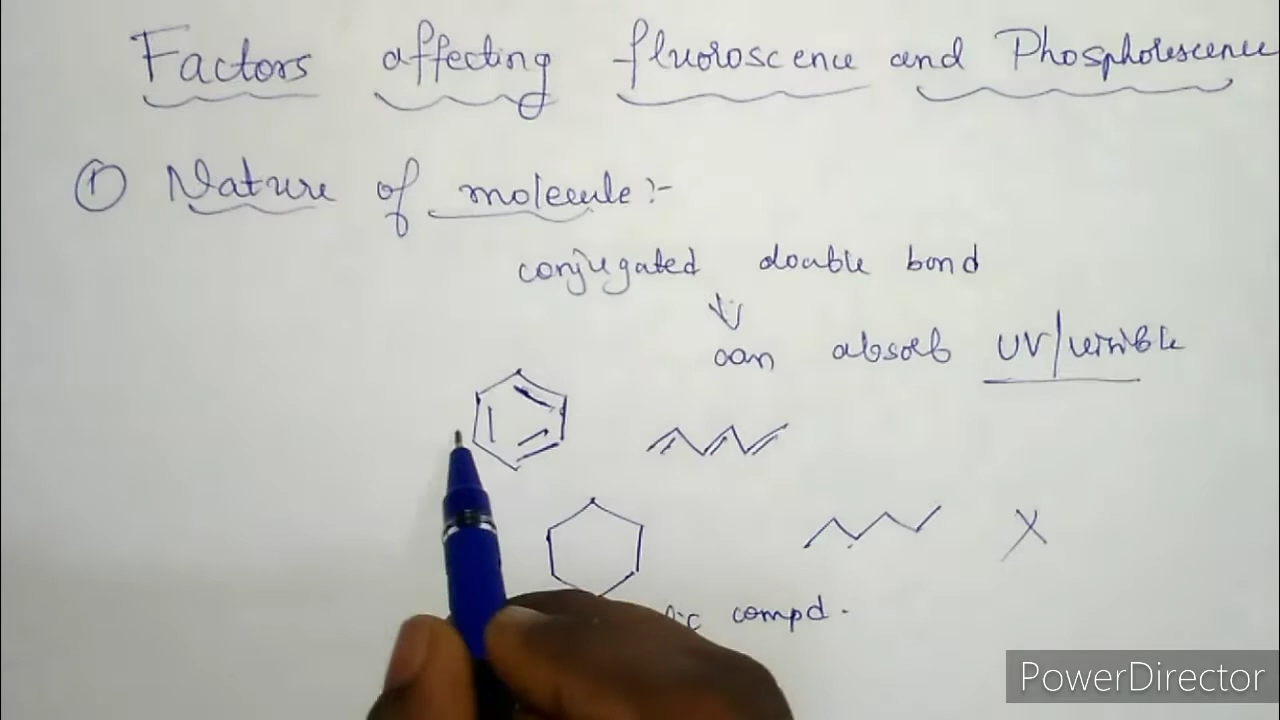 Factors affecting fluoroscence and Phosphorescence
① Nature of molecule:-
conjugated double bond
can absorb UV/visible
X
compd.
PowerDirector